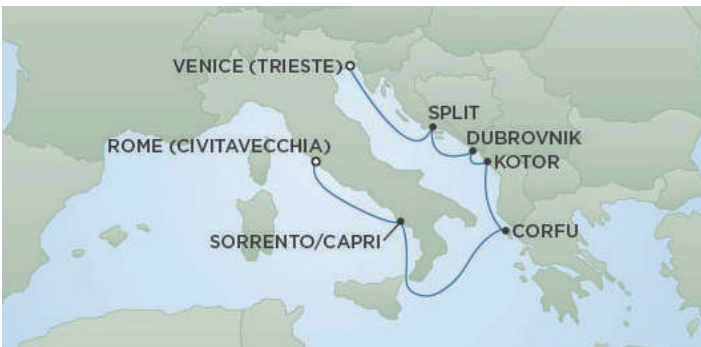 VENICE (TRIESTE)
SPLIT
DUBROVNIK
ROME (CIVITAVECCHIA)
KOTOR
SORRENTO/CAPRI
CORFU